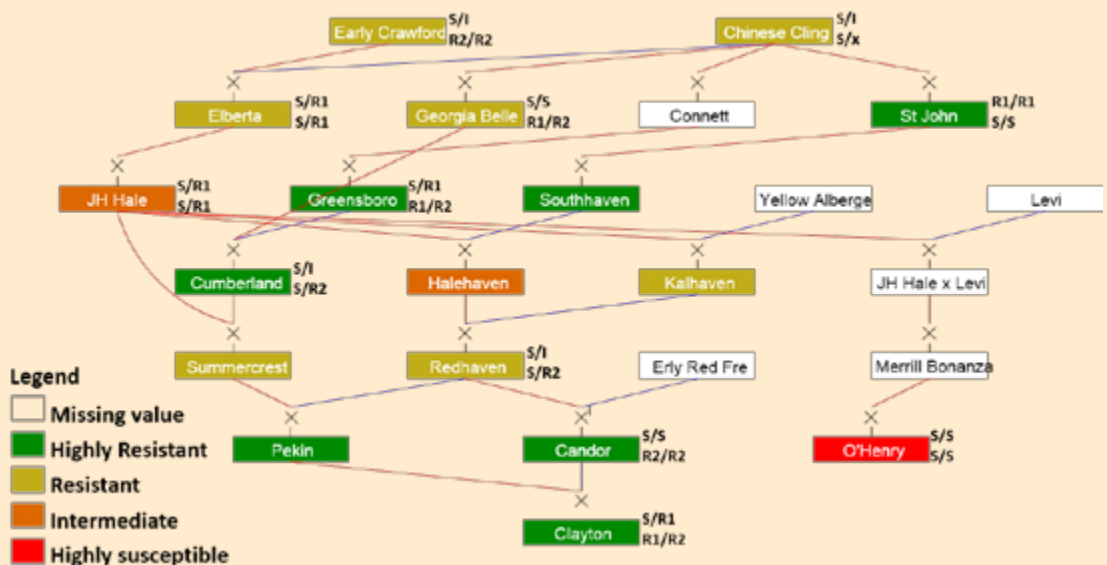 Early Crawford
S/I
R2/R2
Chinese Cling
S/I
S/x
Elberta
S/R1
S/R1
Georgia Belle
S/S
R1/R2
Connett
St John
R1/R1
S/S
JH Hale
S/R1
S/R1
Greensboro
S/R1
R1/R2
Southhaven
Yellow Alberge
Levi
Cumberland
S/I
S/R2
Halehaven
Kalhaven
JH Hale x Levi
Summercrest
Redhaven
S/I
S/R2
Erly Red Fre
Merrill Bonanza
Pekin
Candor
S/S
R2/R2
O'Henry
S/S
S/S
Clayton
S/R1
R1/R2
Legend
Missing value
Highly Resistant
Resistant
Intermediate
Highly susceptible